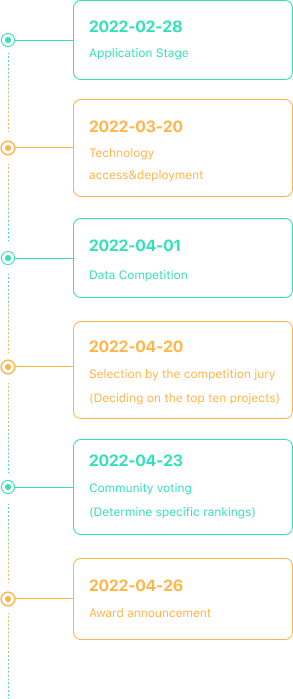 2022-02-28
Application Stage
2022-03-20
Technology
access&deployment
2022-04-01
Data Competition
2022-04-20
Selection by the competition jury
(Deciding on the top ten projects)
2022-04-23
Community voting
(Determine specific rankings)
2022-04-26
Award announcement